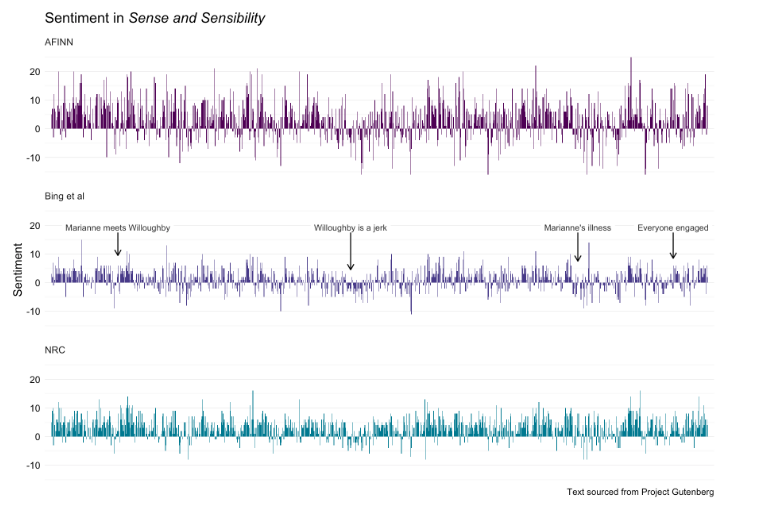 Sentiment in Sense and Sensibility
AFINN
20
10
0
-10
Bing et al
Marianne meets Willoughby
Willoughby is a jerk
Marianne's illness
Everyone engaged
20
10
0
-10
Sentiment
NRC
20
10
0
-10
Text sourced from Project Gutenberg